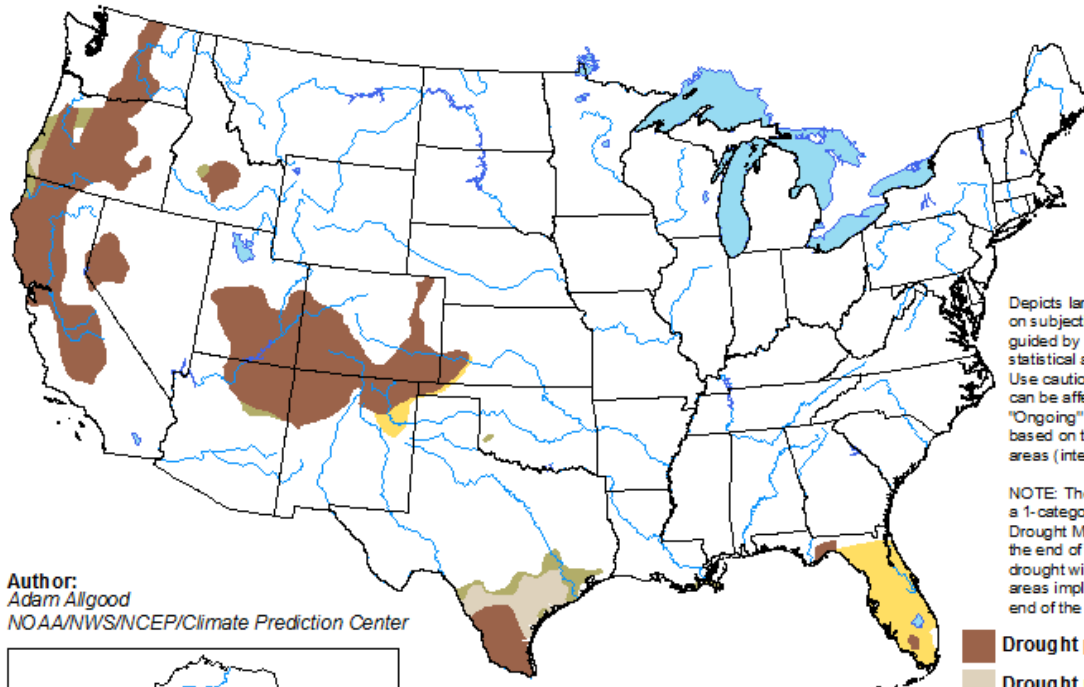 Depicts lar
on subject
guided by
statistical a
Use cautio
can be affe
"Ongoing"
based on t
areas (inte
NOTE: The
a 1-catego
Drought M
the end of
drought wi
areas impl
end of the
Author:
Adam Allgood
NOAA/NWS/NCEP/Climate Prediction Center
Drought
Drought